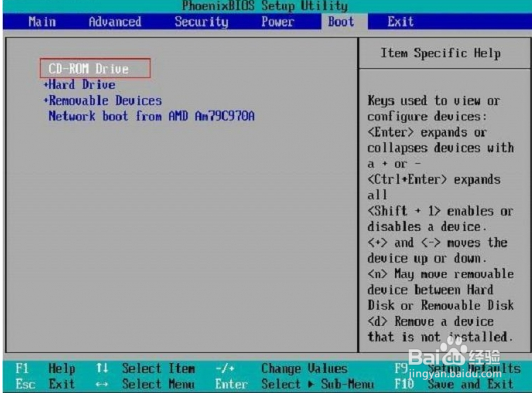 PhoenixBIOS Setup Utility
Main Advanced Security Power Boot Exit
CD-ROM Drive
+Hard Drive
+Removable Devices
Network boot from AMD Am79C970A
Item Specific Help
Keys used to view or
configure devices:
<Enter> expands or
collapses devices with
a + or -
<Ctrl+Enter> expands
all
<Shift + 1> enables or
disables a device.
<+> and <-> moves the
device up or down.
<n> May move removable
device between Hard
Disk or Removable Disk
<d> Remove a device
that is not installed.
F1 Help ↑↓ Select Item -/+ Change Values F9 Setup Defaults
Esc Exit ↔ Select Menu Enter Select ▶ Sub-Menu F10 Save and Exit
Baidu经验
jingyan.baidu.com